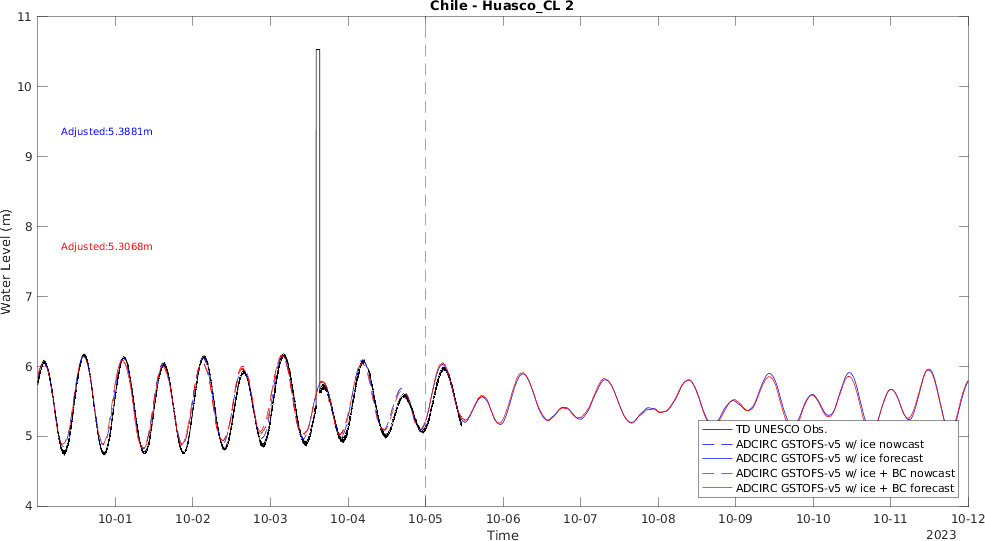 Chile - Huasco_CL 2
11
10
9
8
7
6
5
4
Water Level (m)
Adjusted:5.3881m
Adjusted:5.3068m
TD UNESCO Obs.
ADCIRC GSTOFS-v5 w/ ice nowcast
ADCIRC GSTOFS-v5 w/ ice forecast
ADCIRC GSTOFS-v5 w/ ice + BC nowcast
ADCIRC GSTOFS-v5 w/ ice + BC forecast
10-01 10-02 10-03 10-04 10-05 10-06 10-07 10-08 10-09 10-10 10-11 10-12
Time
2023